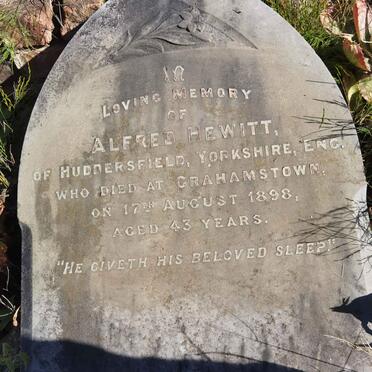 IN
LOVING MEMORY
OF
ALFRED HEWITT,
OF HUDDERSFIELD, YORKSHIRE, ENG.
WHO DIED AT GRAHAMSTOWN,
ON 17TH AUGUST 1898,
AGED 43 YEARS.
"HE GIVETH HIS BELOVED SLEEP."